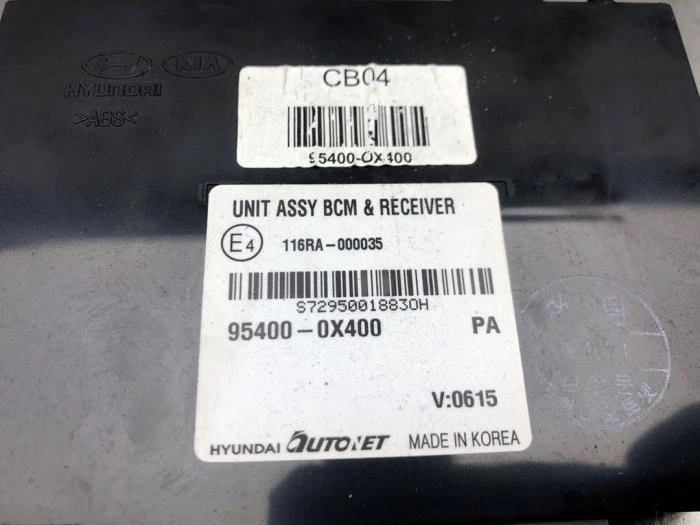 KIA
HYUNDAI
>ABS<
CB04
95400-0X400
UNIT ASSY BCM & RECEIVER
E4
116RA-000035
S7295001883OH
95400-0X400
PA
V:0615
HYUNDAI AUTONET
MADE IN KOREA